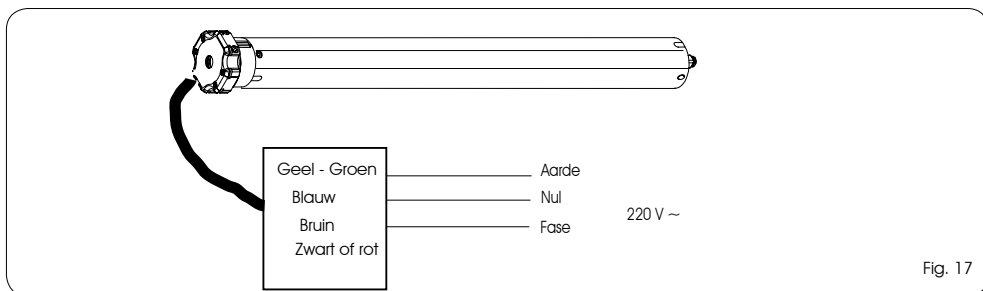 Geel - Groen
Aarde
Blauw
Nul
220 V ~
Bruin
Fase
Zwart of rot
Fig. 17